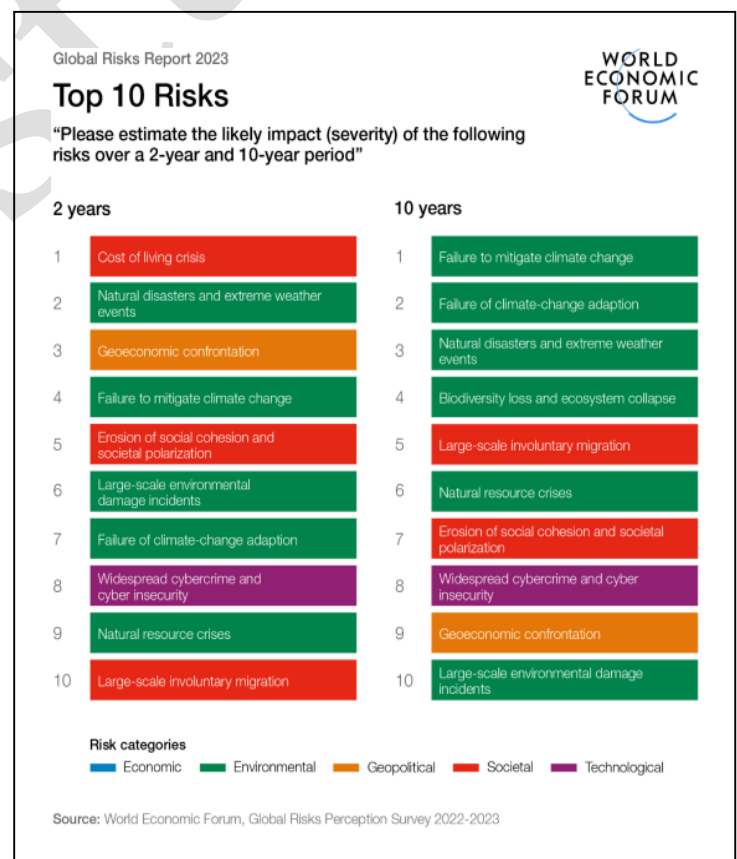 Global Risks Report 2023
WORLD
ECONOMIC
FORUM
Top 10 Risks
“Please estimate the likely impact (severity) of the following
risks over a 2-year and 10-year period”
2 years
1 Cost of living crisis
2 Natural disasters and extreme weather
events
3 Geoeconomic confrontation
4 Failure to mitigate climate change
5 Erosion of social cohesion and
societal polarization
6 Large-scale environmental
damage incidents
7 Failure of climate-change adaption
8 Widespread cybercrime and
cyber insecurity
9 Natural resource crises
10 Large-scale involuntary migration
10 years
1 Failure to mitigate climate change
2 Failure of climate-change adaption
3 Natural disasters and extreme weather
events
4 Biodiversity loss and ecosystem collapse
5 Large-scale involuntary migration
6 Natural resource crises
7 Erosion of social cohesion and societal
polarization
8 Widespread cybercrime and cyber
insecurity
9 Geoeconomic confrontation
10 Large-scale environmental damage
incidents
Risk categories
Economic Environmental Geopolitical Societal Technological
Source: World Economic Forum, Global Risks Perception Survey 2022-2023